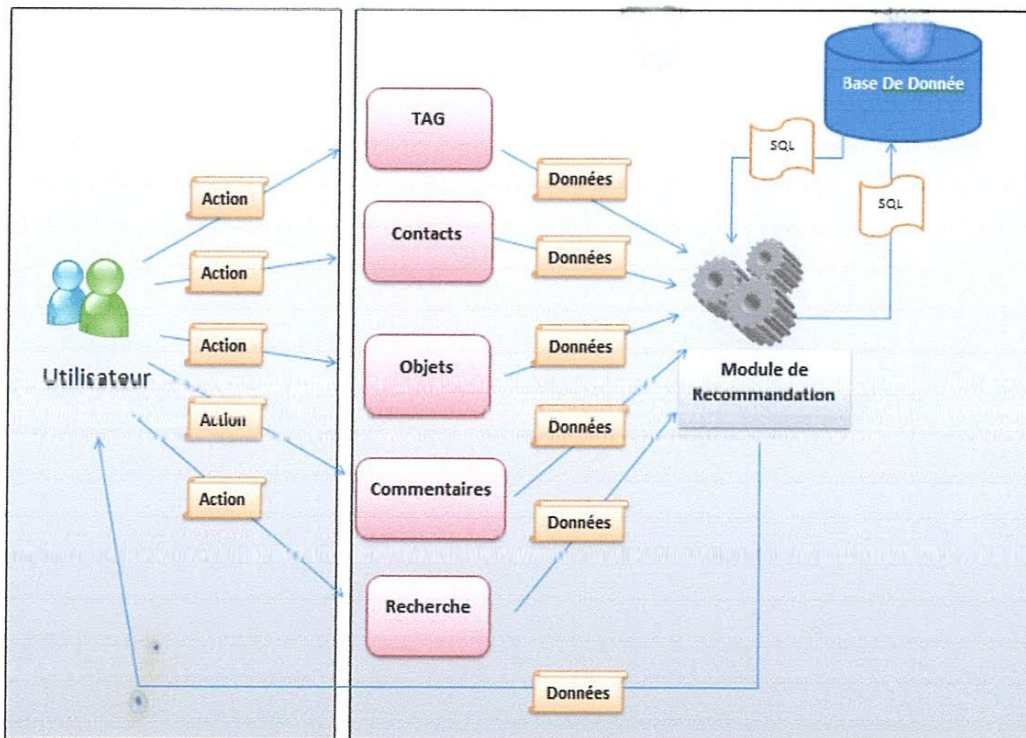 Base De Donnée
TAG
SQL
Données
Action
SQL
Contacts
Données
Action
Action
Données
Objets
Module de
Recommandation
Utilisateur
Action
Données
Commentaires
Action
Données
Recherche
Données